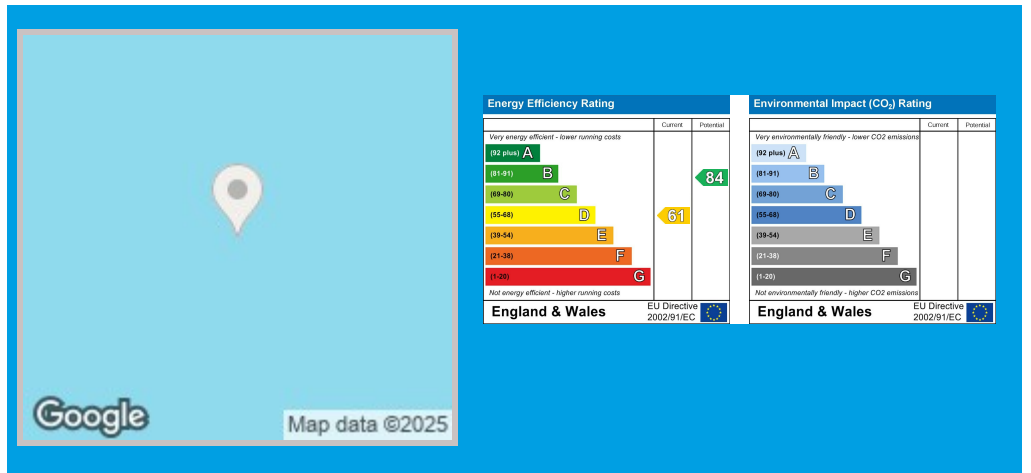 Google
Map data ©2025
Energy Efficiency Rating
Current Potential
Very energy efficient - lower running costs
(92 plus) A
(81-91) B
84
(69-80) C
(55-68) D
61
(39-54) E
(21-38) F
(1-20) G
Not energy efficient - higher running costs
England & Wales
EU Directive
2002/91/EC
Environmental Impact (CO₂) Rating
Current Potential
Very environmentally friendly - lower CO2 emissions
(92 plus) A
(81-91) B
(69-80) C
(55-68) D
(39-54) E
(21-38) F
(1-20) G
Not environmentally friendly - higher CO2 emissions
England & Wales
EU Directive
2002/91/EC